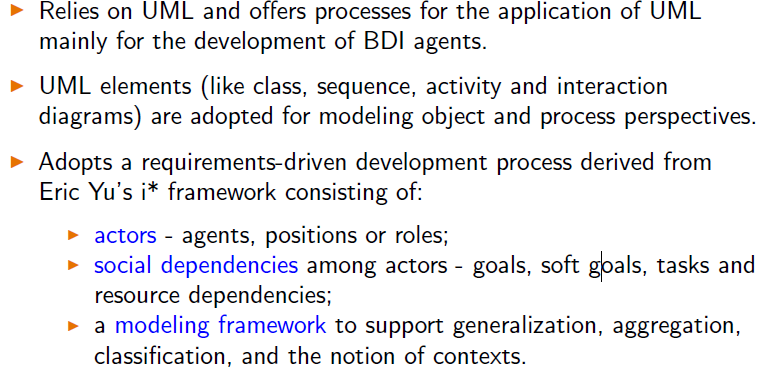 Relies on UML and offers processes for the application of UML
mainly for the development of BDI agents.
UML elements (like class, sequence, activity and interaction
diagrams) are adopted for modeling object and process perspectives.
Adopts a requirements-driven development process derived from
Eric Yu's i* framework consisting of:
actors - agents, positions or roles;
social dependencies among actors - goals, soft goals, tasks and
resource dependencies;
a modeling framework to support generalization, aggregation,
classification, and the notion of contexts.